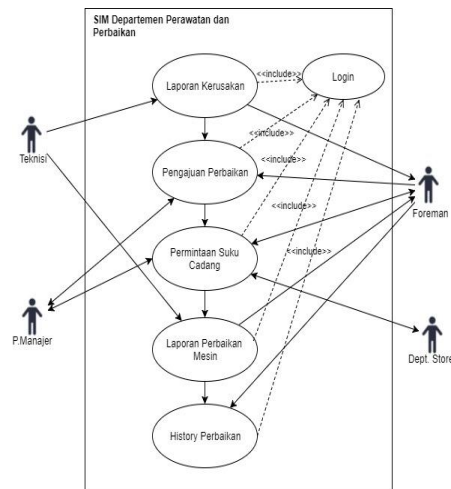 SIM Departemen Perawatan dan
Perbaikan
Laporan Kerusakan
<<include>>
Login
Teknisi
Pengajuan Perbaikan
<<include>>
<<include>>
Foreman
Permintaan Suku
Cadang
<<include>>
<<include>>
P.Manajer
Laporan Perbaikan
Mesin
Dept. Store
History Perbaikan